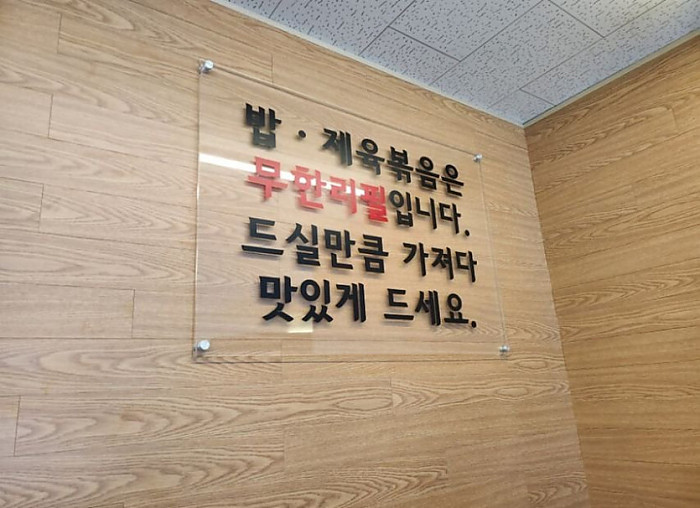 밥·제육볶음은
무한리필입니다.
드실만큼 가져다
맛있게 드세요.